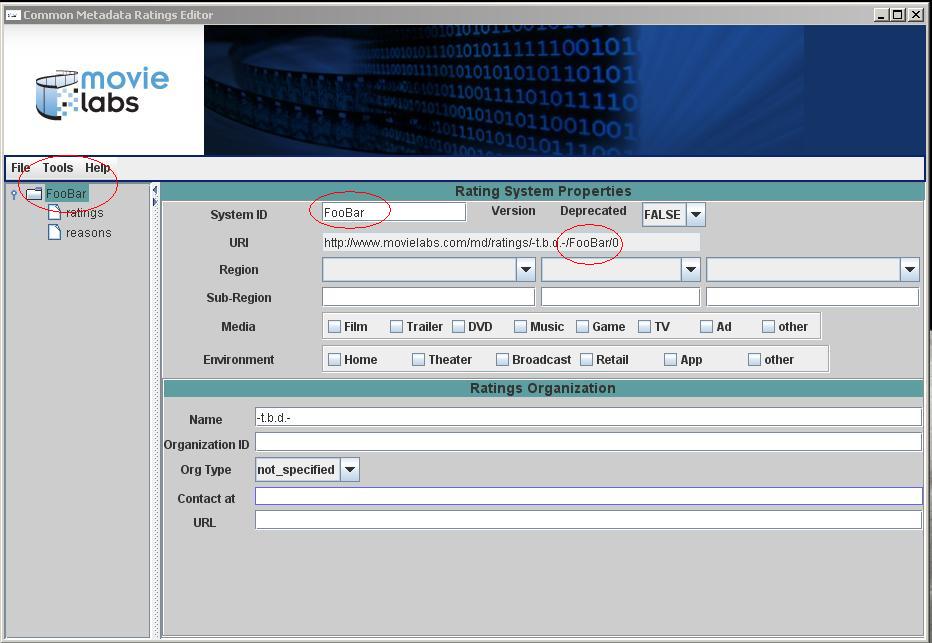 Common Metadata Ratings Editor
movie
labs
File Tools Help
FooBar
ratings
reasons
Rating System Properties
System ID FooBar Version Deprecated FALSE
URI http://www.movielabs.com/md/ratings/-t.b.d.-/FooBar/0
Region
Sub-Region
Media Film Trailer DVD Music Game TV Ad other
Environment Home Theater Broadcast Retail App other
Ratings Organization
Name -t.b.d.-
Organization ID
Org Type not_specified
Contact at
URL